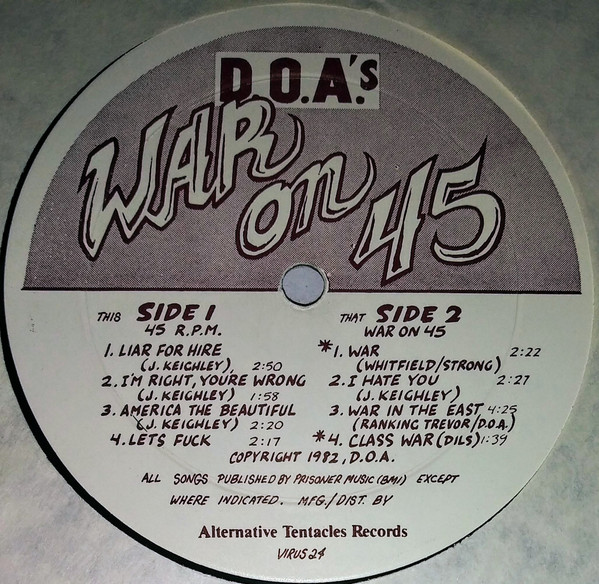 D.O.A.'s
WAR on 45
THIS SIDE 1
45 R.P.M.
1. LIAR FOR HIRE
(J. KEIGHLEY), 2:50
2. I'M RIGHT, YOU'RE WRONG
(J. KEIGHLEY) 1:58
3. AMERICA THE BEAUTIFUL
(J. KEIGHLEY) 2:20
4. LETS FUCK 2:17
THAT SIDE 2
WAR ON 45
*1. WAR 2:22
(WHITFIELD/STRONG)
2. I HATE YOU 2:27
(J. KEIGHLEY)
3. WAR IN THE EAST 4:25
(RANKING TREVOR/D.O.A.)
*4. CLASS WAR (DILS) 1:39
COPYRIGHT 1982, D.O.A.
ALL SONGS PUBLISHED BY PRISONER MUSIC (BMI) EXCEPT
WHERE INDICATED. MFG./DIST. BY
Alternative Tentacles Records
VIRUS 24